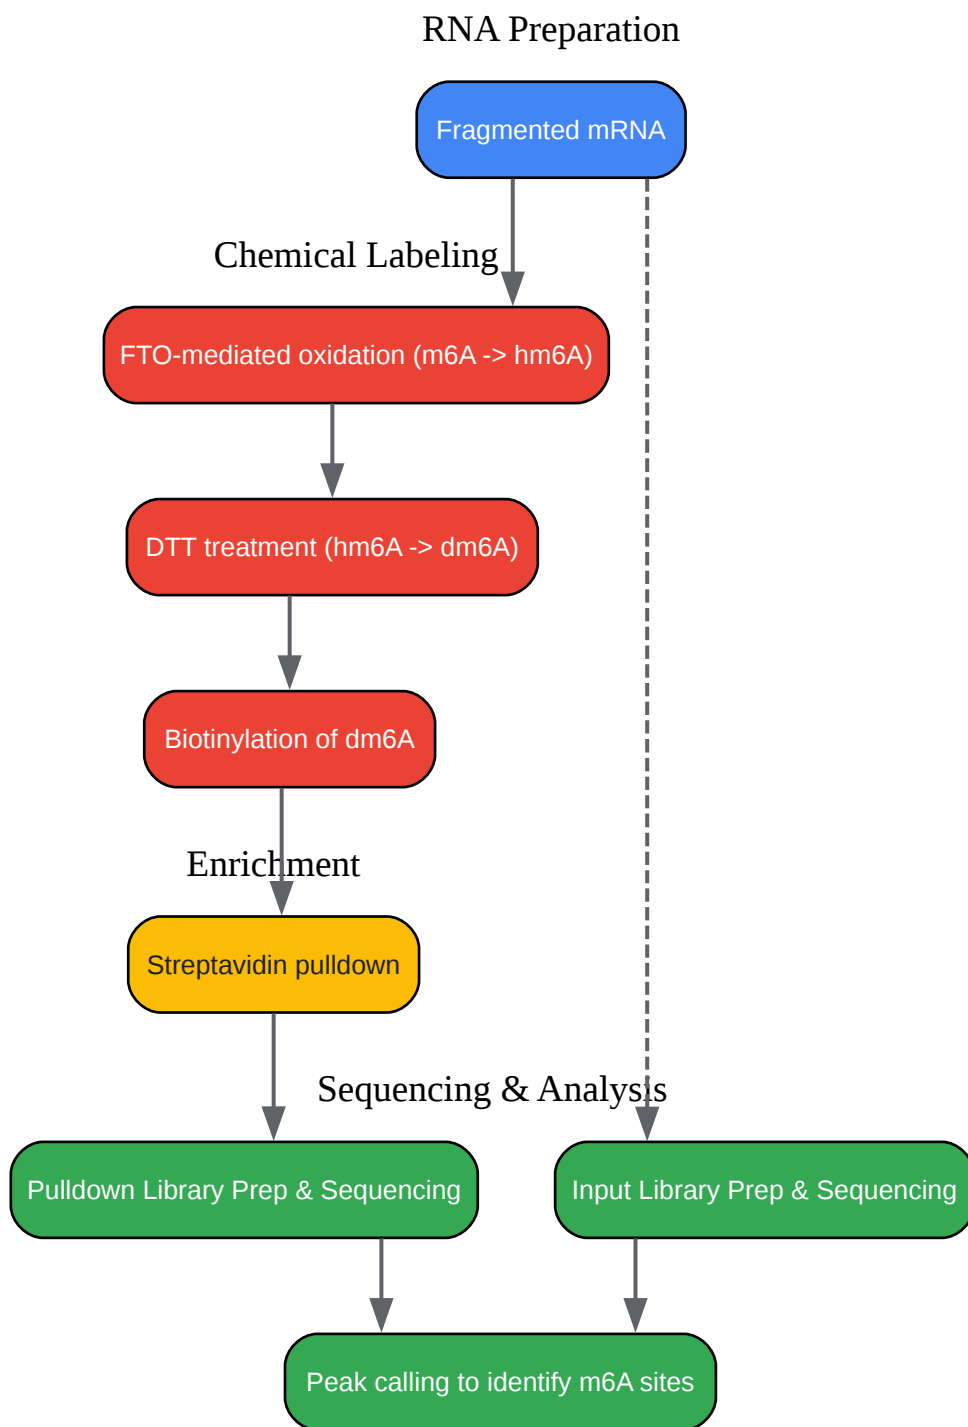 RNA Preparation
Fragmented mRNA
Chemical Labeling
FTO-mediated oxidation (m6A -> hm6A)
DTT treatment (hm6A -> dm6A)
Biotinylation of dm6A
Enrichment
Streptavidin pulldown
Sequencing & Analysis
Pulldown Library Prep & Sequencing
Input Library Prep & Sequencing
Peak calling to identify m6A sites